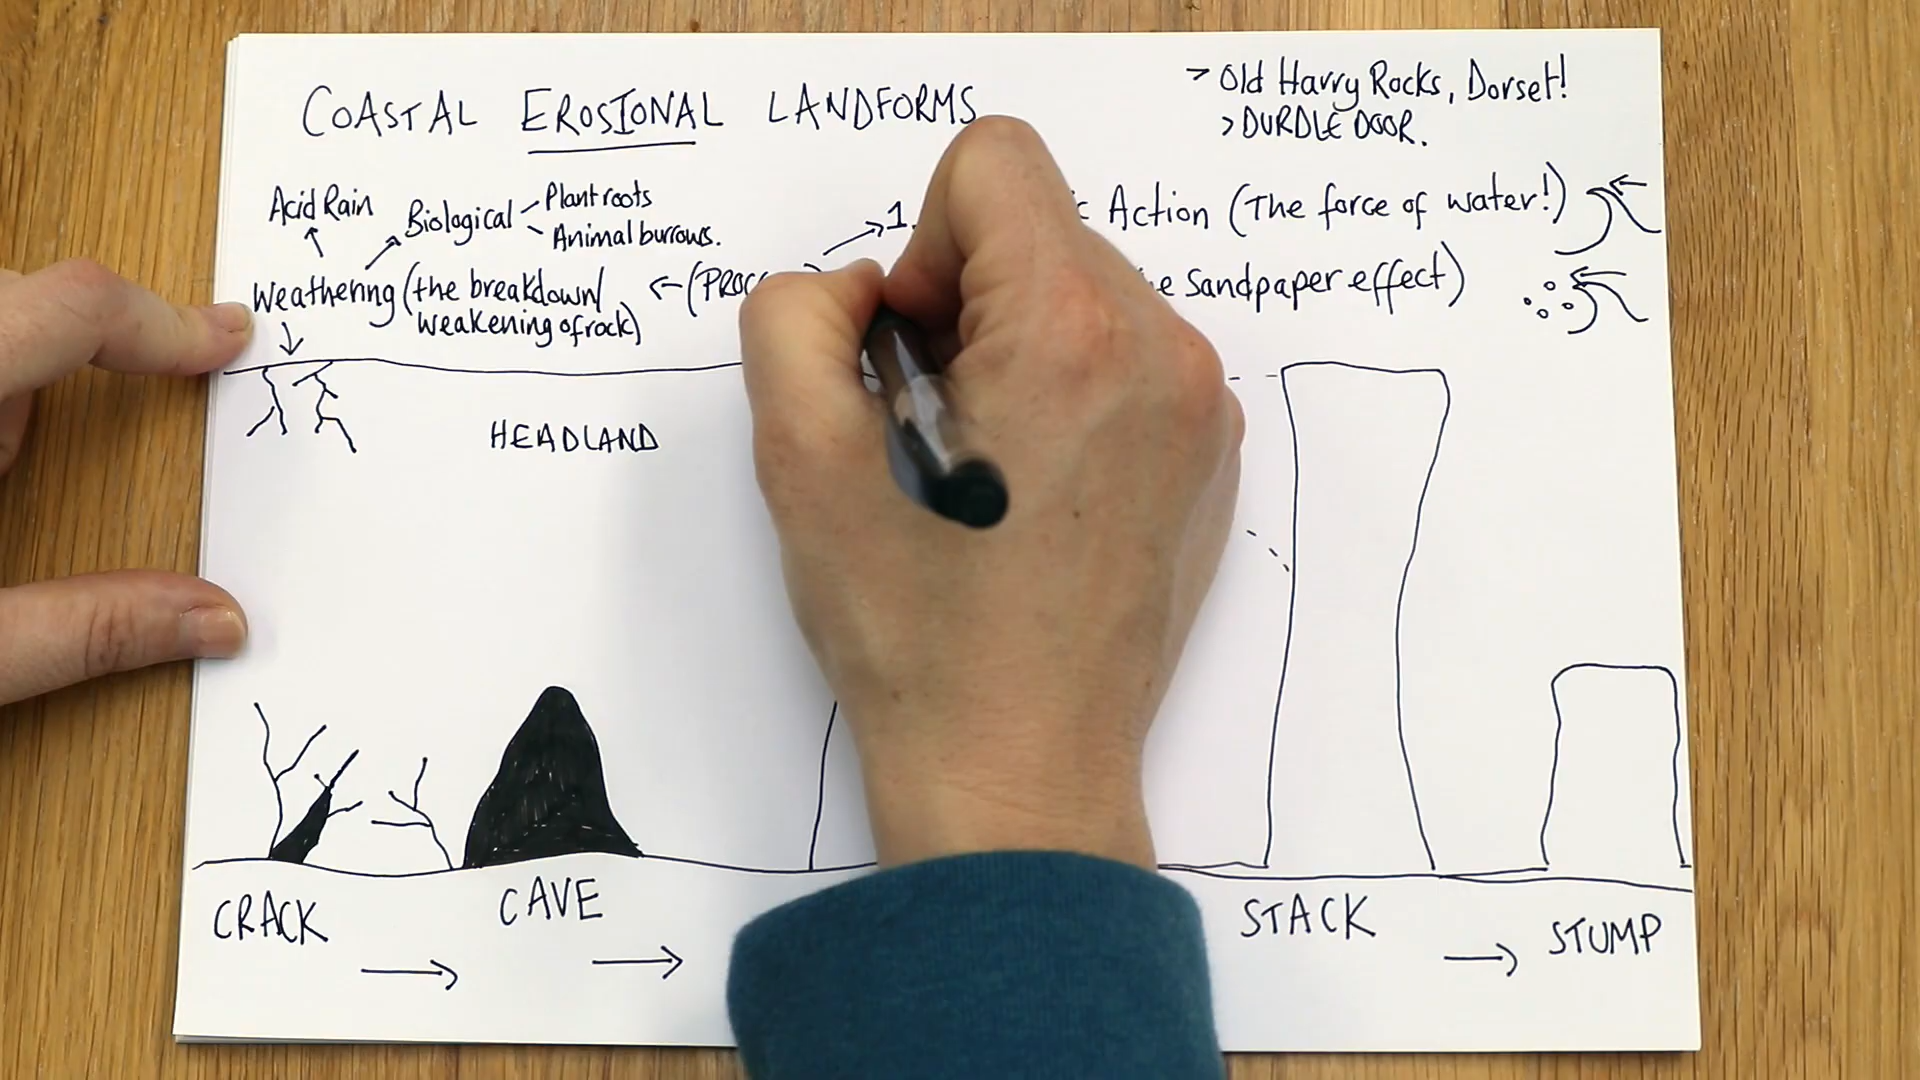 COASTAL EROSIONAL LANDFORMS
> Old Harry Rocks, Dorset!
> DURDLE DOOR.
Acid Rain
Biological
Plant roots
Animal burrows.
Weathering (the breakdown/
weakening of rock)
1.
Action (The force of water!)
Sandpaper effect)
HEADLAND
CRACK
CAVE
STACK
STUMP